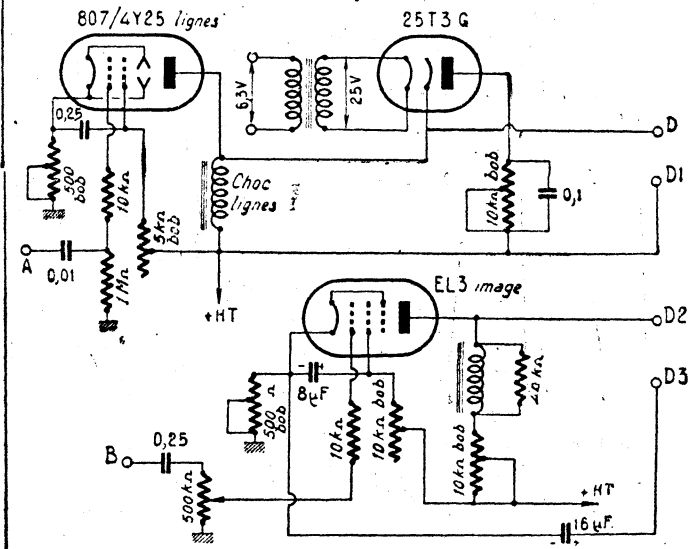 807/4Y25 lignes
25T3G
6,3V
25V
0,25
500 bob
10kΩ
5kΩ bob
Choc lignes
10kΩ bob
0,1
D
D1
A
0,01
1MΩ
+HT
EL3 image
D2
D3
8µF
500 Ω bob
10kΩ
10kΩ bob
10kΩ bob
B
0,25
500kΩ
+HT
16µF